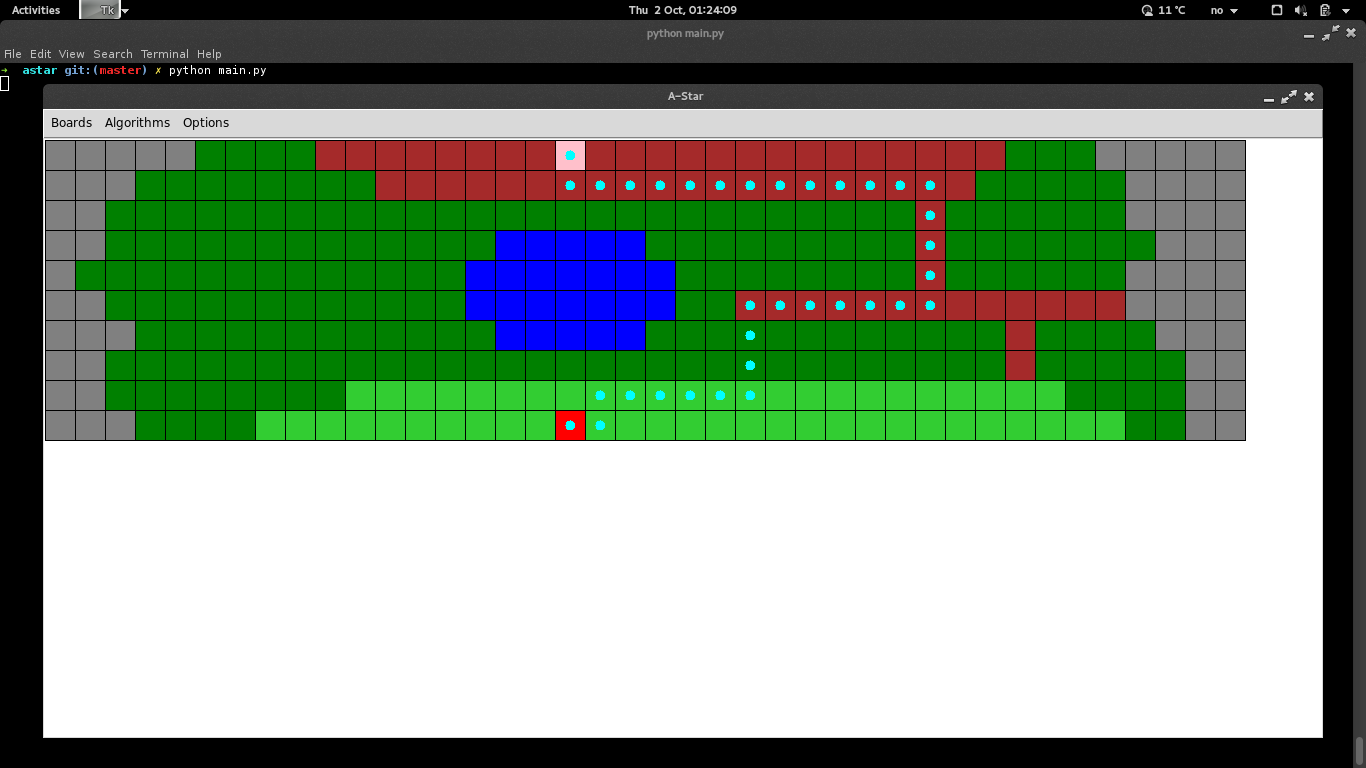 Activities Tk Thu 2 Oct, 01:24:09 11 °C no
python main.py
File Edit View Search Terminal Help
→ astar git:(master) ✗ python main.py
A-Star
Boards Algorithms Options